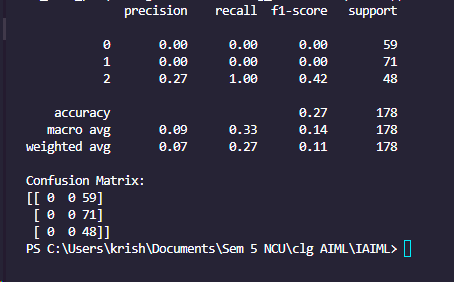 precision recall f1-score support
0 0.00 0.00 0.00 59
1 0.00 0.00 0.00 71
2 0.27 1.00 0.42 48
accuracy 0.27 178
macro avg 0.09 0.33 0.14 178
weighted avg 0.07 0.27 0.11 178
Confusion Matrix:
[[ 0 0 59]
[ 0 0 71]
[ 0 0 48]]
PS C:\Users\krish\Documents\Sem 5 NCU\clg AIML\IAIML>